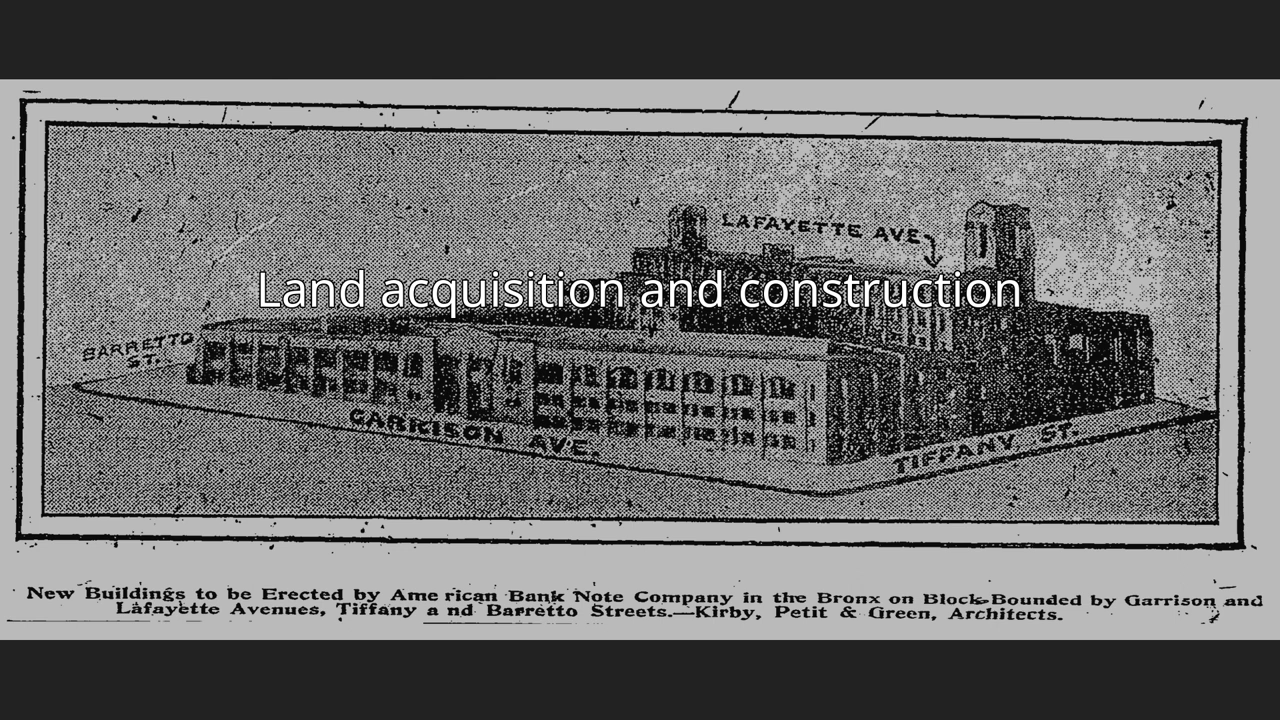 LAFAYETTE AVE.
Land acquisition and construction
BARRETTO
ST.
GARRISON AVE.
TIFFANY ST.
New Buildings to be Erected by Ame rican Bank Note Company in the Bronx on Block Bounded by Garrison and
Lafayette Avenues, Tiffany a nd Barretto Streets.—Kirby, Petit & Green, Architects.